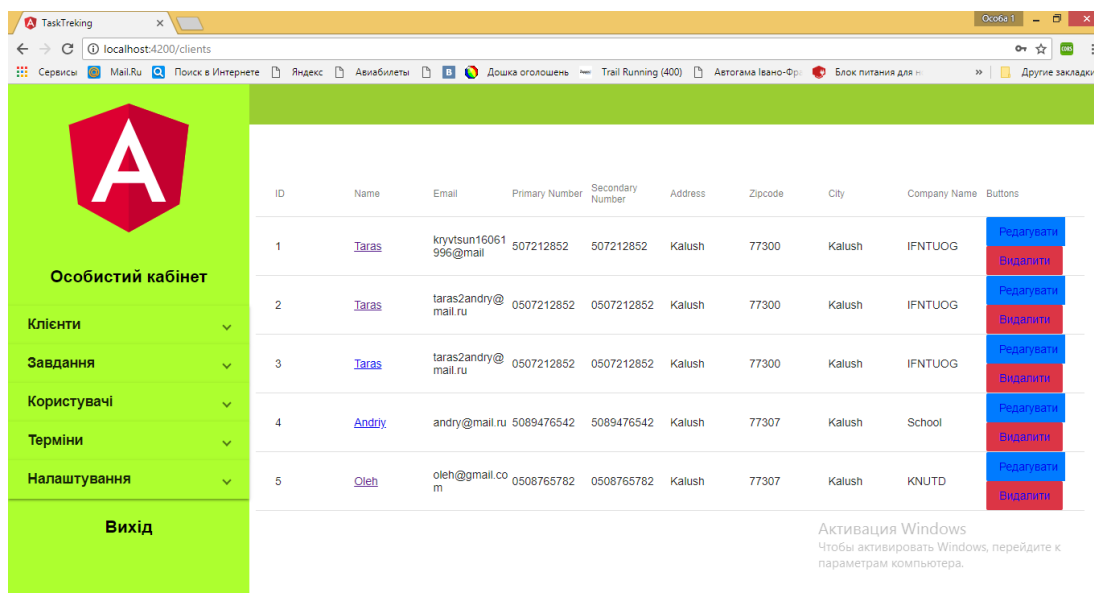 TaskTreking
Особа 1
localhost:4200/clients
Сервисы Mail.Ru Поиск в Интернете Яндекс Авиабилеты Дошка оголошень Trail Running (400) Автогама Івано-Фра Блок питания для » Другие закладки
Особистий кабінет
Клієнти
Завдання
Користувачі
Терміни
Налаштування
Вихід
ID Name Email Primary Number Secondary Number Address Zipcode City Company Name Buttons
1 Taras kryvtsun16061996@mail 507212852 507212852 Kalush 77300 Kalush IFNTUOG Редагувати Видалити
2 Taras taras2andry@mail.ru 0507212852 0507212852 Kalush 77300 Kalush IFNTUOG Редагувати Видалити
3 Taras taras2andry@mail.ru 0507212852 0507212852 Kalush 77300 Kalush IFNTUOG Редагувати Видалити
4 Andriy andry@mail.ru 5089476542 5089476542 Kalush 77307 Kalush School Редагувати Видалити
5 Oleh oleh@gmail.com 0508765782 0508765782 Kalush 77307 Kalush KNUTD Редагувати Видалити
Активация Windows
Чтобы активировать Windows, перейдите к
параметрам компьютера.